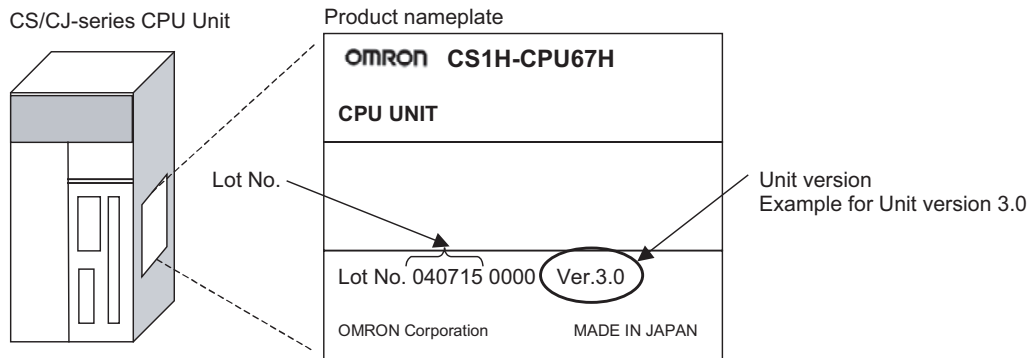 CS/CJ-series CPU Unit
Product nameplate
OMRON CS1H-CPU67H
CPU UNIT
Lot No.
Unit version
Example for Unit version 3.0
Lot No. 040715 0000 Ver.3.0
OMRON Corporation MADE IN JAPAN